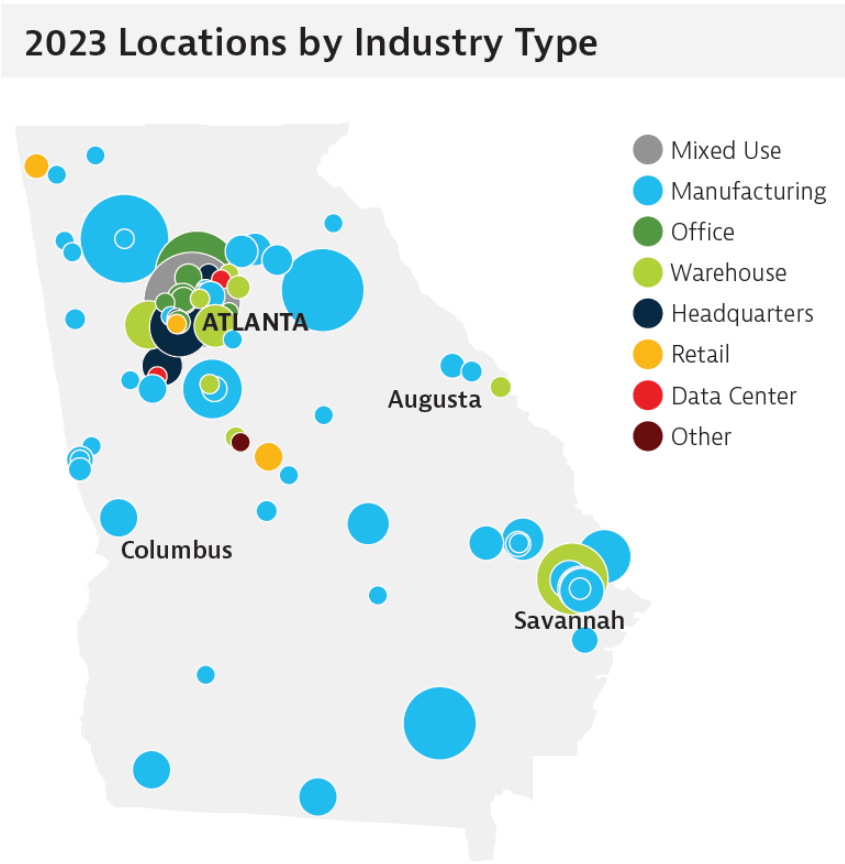 2023 Locations by Industry Type
Mixed Use
Manufacturing
Office
Warehouse
Headquarters
Retail
Data Center
Other
ATLANTA
Augusta
Columbus
Savannah